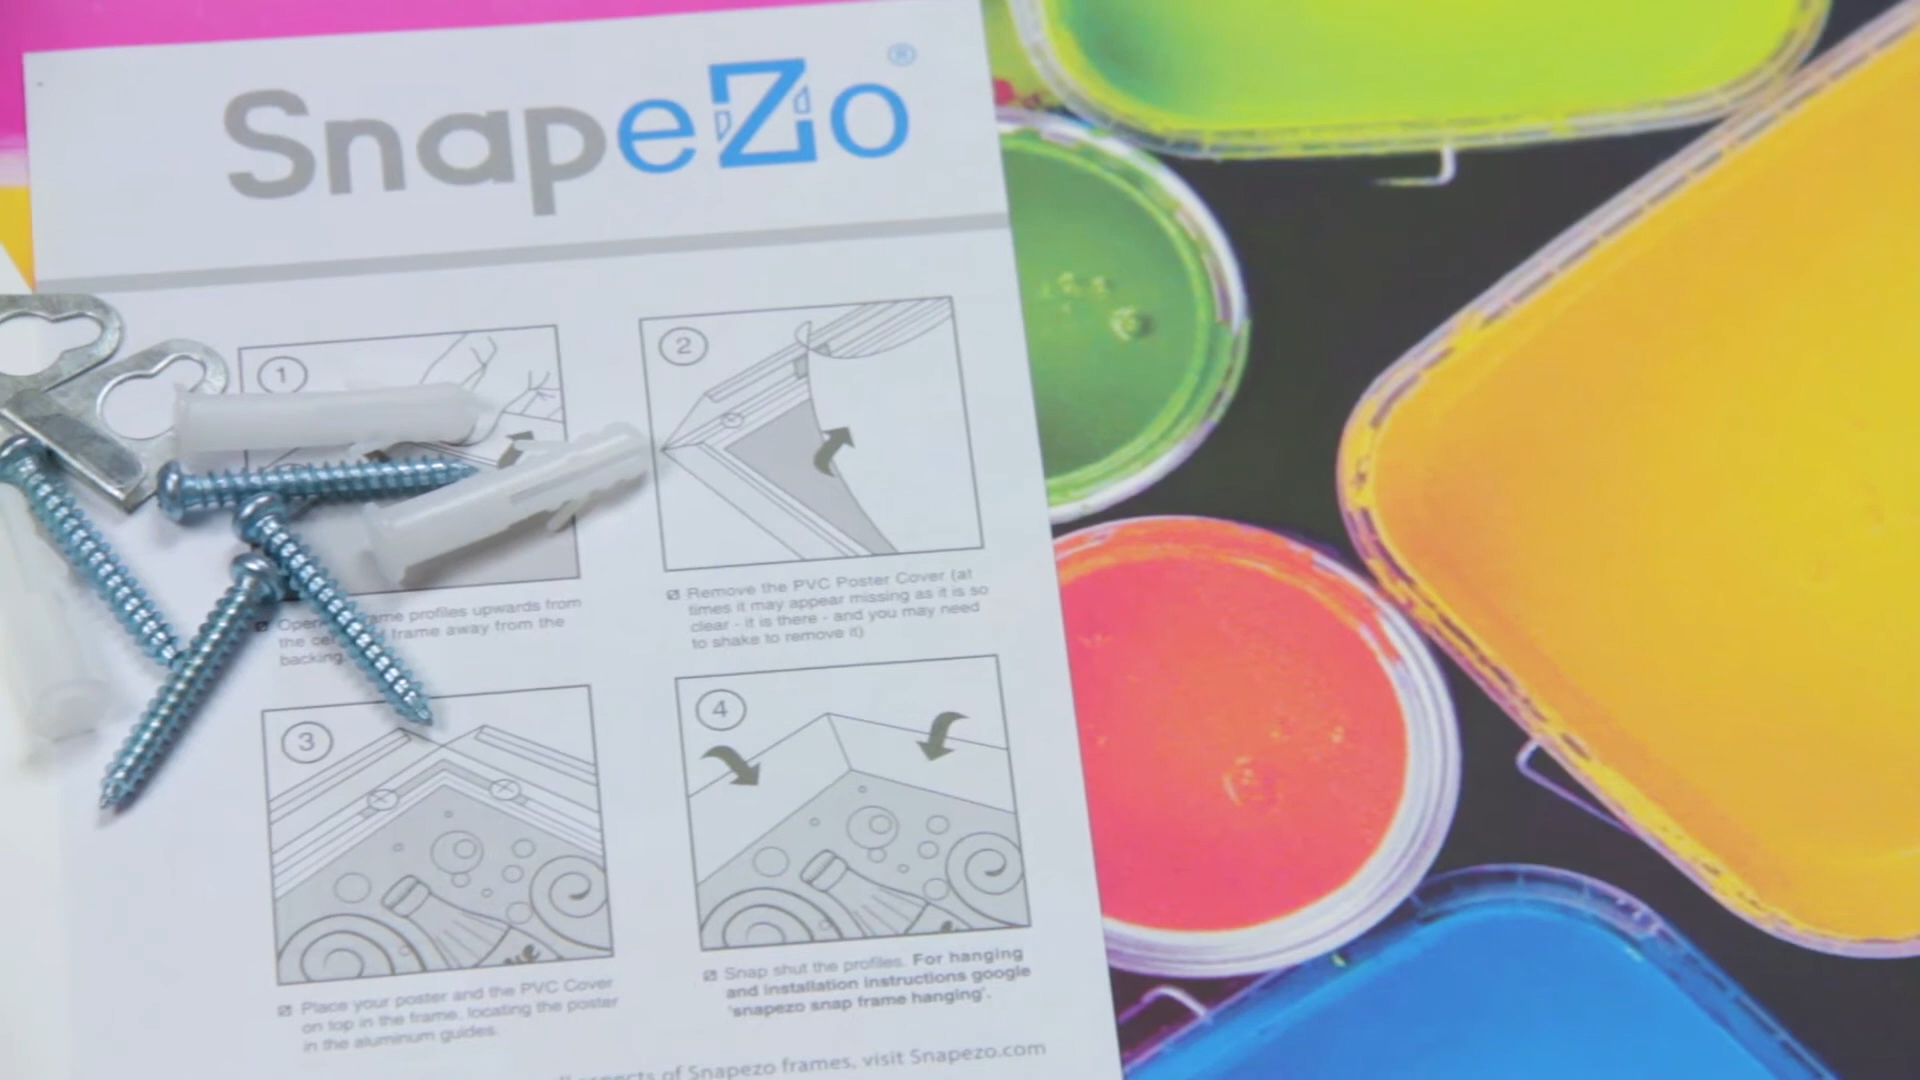 SnapeZo®
1
2
Open frame profiles upwards from
the frame away from the
backing.
Remove the PVC Poster Cover (at
times it may appear missing as it is so
clear - it is there - and you may need
to shake to remove it)
3
4
Place your poster and the PVC Cover
on top in the frame, locating the poster
in the aluminum guides.
Snap shut the profiles. For hanging
and installation instructions google
'snapezo snap frame hanging'.
of Snapezo frames, visit Snapezo.com